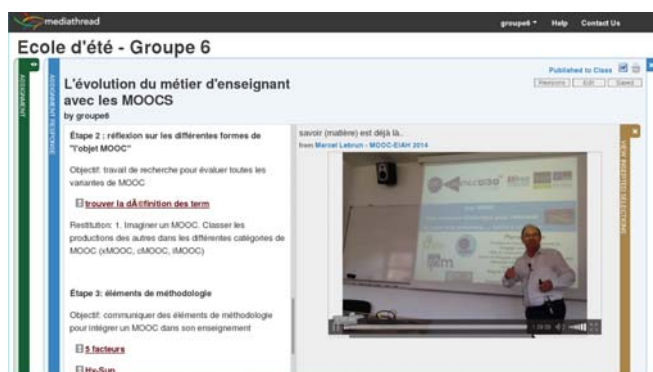 mediathread
groupe6
Help
Contact Us
Ecole d'été - Groupe 6
ASSIGNMENT
ASSIGNMENT RESPONSE
Published to Class
L'évolution du métier d'enseignant
avec les MOOCS
by groupe6
Revisions
Edit
Saved
Étape 2 : réflexion sur les différentes formes de
"l'objet MOOC"
Objectif: travail de recherche pour évaluer toutes les
variantes de MOOC
trouver la dÃ©finition des term
Restitution: 1. Imaginer un MOOC. Classer les
productions des autres dans les différentes catégories de
MOOC (xMOOC, cMOOC, iMOOC)
Étape 3: éléments de méthodologie
Objectif: communiquer des éléments de méthodologie
pour intégrer un MOOC dans son enseignement
5 facteurs
Hy-Sup
savoir (matière) est déjà là..
from Marcel Lebrun - MOOC-EIAH 2014
VIEW INSERTED SELECTIONS